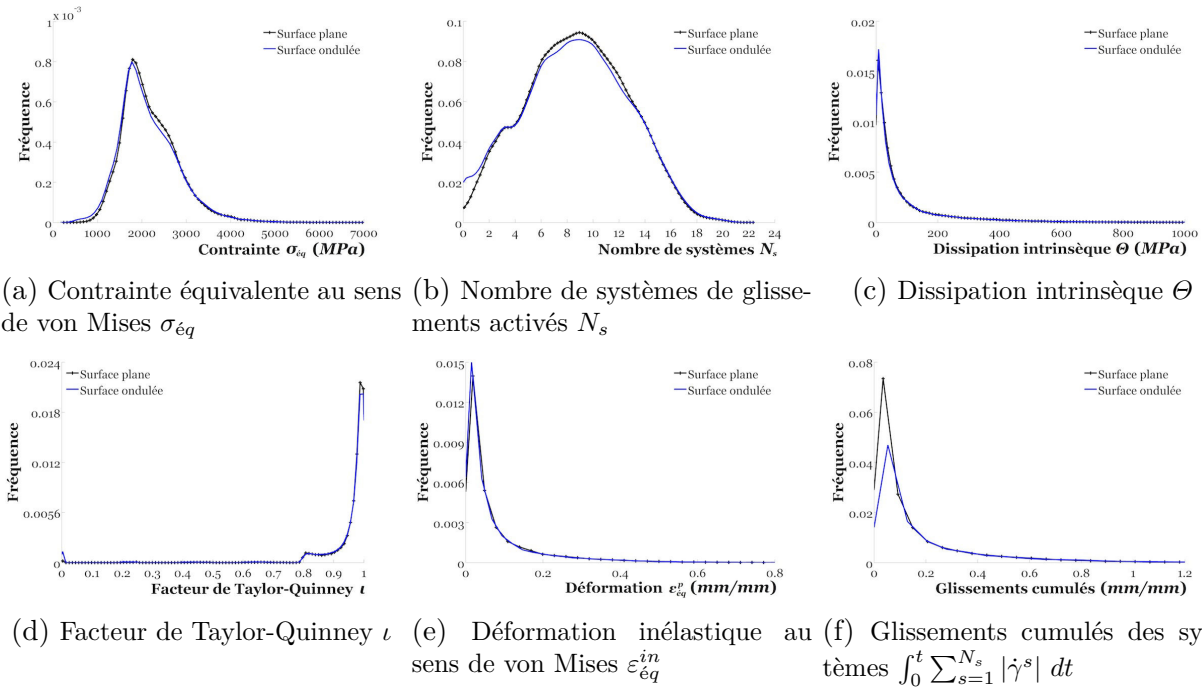 1 x 10⁻³
0.8
0.6
0.4
0.2
0
1000 2000 3000 4000 5000 6000 7000
Fréquence
Surface plane
Surface ondulée
Contrainte σéq (MPa)
0.1
0.08
0.06
0.04
0.02
0
0 2 4 6 8 10 12 14 16 18 20 22 24
Fréquence
Surface plane
Surface ondulée
Nombre de systèmes Ns
0.02
0.015
0.01
0.005
0
0 200 400 600 800 1000
Fréquence
Surface plane
Surface ondulée
Dissipation intrinsèque Θ (MPa)
(a) Contrainte équivalente au sens
de von Mises σéq
(b) Nombre de systèmes de glisse-
ments activés Ns
(c) Dissipation intrinsèque Θ
0.024
0.012
0.0056
0
0 0.1 0.2 0.3 0.4 0.5 0.6 0.7 0.8 0.9 1
Fréquence
Surface plane
Surface ondulée
Facteur de Taylor-Quinney ι
0.015
0.012
0.009
0.006
0.003
0
0 0.2 0.4 0.6 0.8
Fréquence
Surface plane
Surface ondulée
Déformation εᵖéq (mm/mm)
0.08
0.06
0.04
0.02
0
0 0.2 0.4 0.6 0.8 1 1.2
Fréquence
Surface plane
Surface ondulée
Glissements cumulés (mm/mm)
(d) Facteur de Taylor-Quinney ι
(e) Déformation inélastique au
sens de von Mises εⁱⁿéq
(f) Glissements cumulés des sy
tèmes ∫₀ᵗ ∑ₛ₌₁ᴺˢ |γ̇ˢ| dt